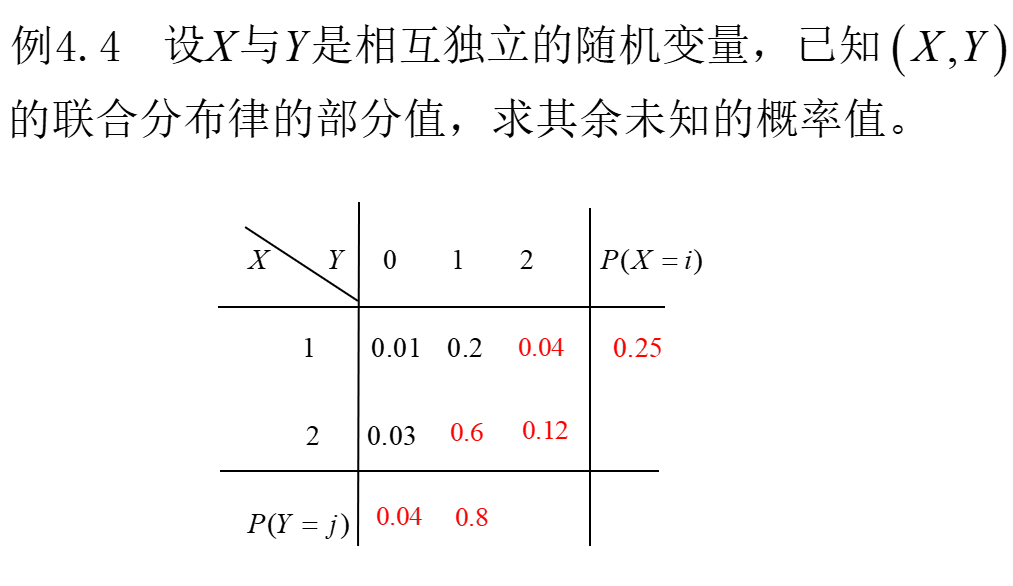 例4.4 设X与Y是相互独立的随机变量，已知(X,Y)
的联合分布律的部分值，求其余未知的概率值。
X Y 0 1 2 P(X = i)
1 0.01 0.2 0.04 0.25
2 0.03 0.6 0.12
P(Y = j) 0.04 0.8